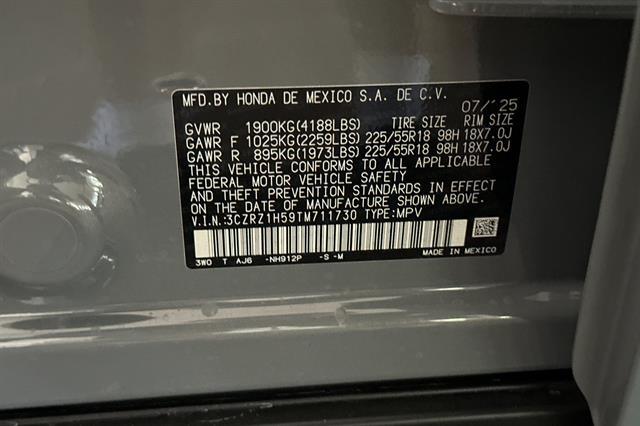 MFD.BY HONDA DE MEXICO S.A. DE C.V. 07/'25
GVWR 1900KG(4188LBS) TIRE SIZE RIM SIZE
GAWR F 1025KG(2259LBS) 225/55R18 98H 18X7.0J
GAWR R 895KG(1973LBS) 225/55R18 98H 18X7.0J
THIS VEHICLE CONFORMS TO ALL APPLICABLE
FEDERAL MOTOR VEHICLE SAFETY
AND THEFT PREVENTION STANDARDS IN EFFECT
ON THE DATE OF MANUFACTURE SHOWN ABOVE.
V.I.N:3CZRZ1H59TM711730 TYPE:MPV
3W0 T AJ6 -NH912P -S-M MADE IN MEXICO